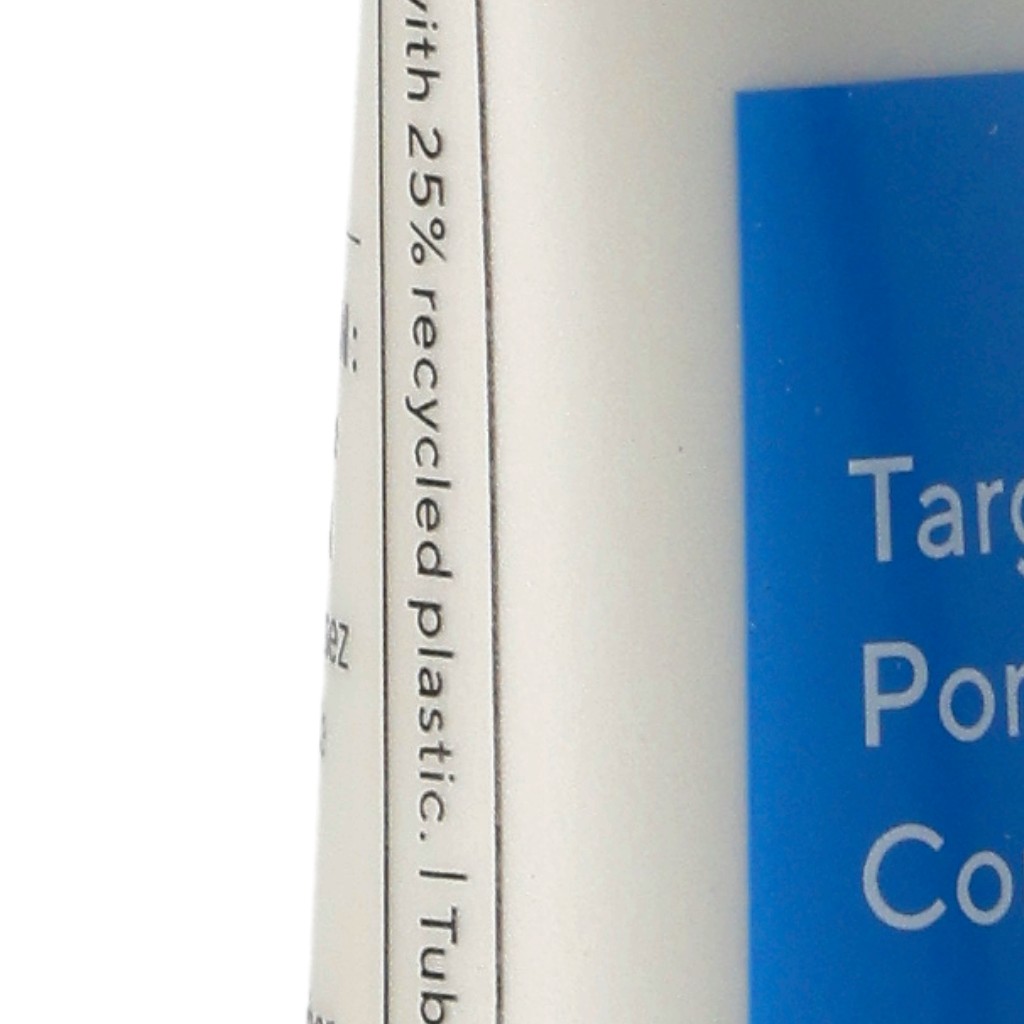 with 25% recycled plastic. | Tub
Targ
Por
Co